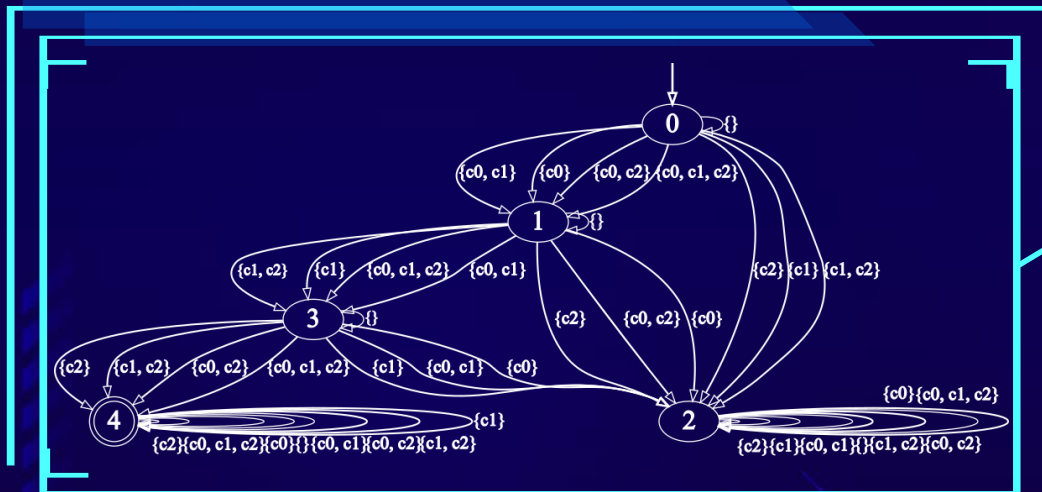 0 {}
{c0, c1} {c0} {c0, c2} {c0, c1, c2}
1 {}
{c1, c2} {c1} {c0, c1, c2} {c0, c1} {c2} {c1} {c1, c2}
3 {} {c2} {c0, c2} {c0}
{c2} {c1, c2} {c0, c2} {c0, c1, c2} {c1} {c0, c1} {c0}
{c0}{c0, c1, c2}
4 {c1} 2
{c2}{c0, c1, c2}{c0}{}{c0, c1}{c0, c2}{c1, c2} {c2}{c1}{c0, c1}{}{c1, c2}{c0, c2}